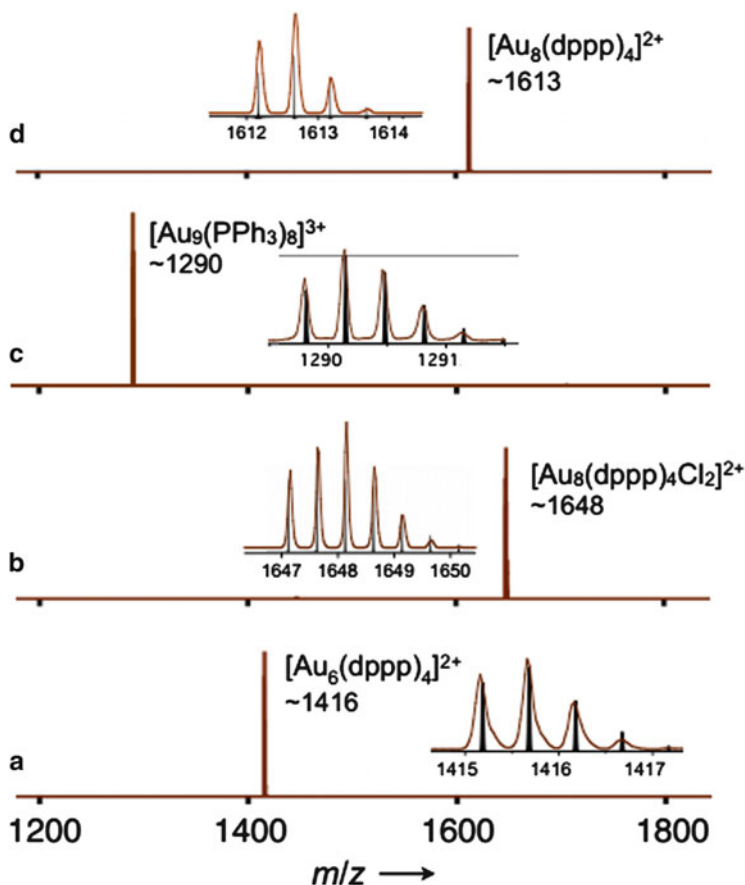 [Au₈(dppp)₄]²⁺
~1613
1612 1613 1614
d
[Au₉(PPh₃)₈]³⁺
~1290
1290 1291
c
[Au₈(dppp)₄Cl₂]²⁺
~1648
1647 1648 1649 1650
b
[Au₆(dppp)₄]²⁺
~1416
1415 1416 1417
a
1200 1400 1600 1800
m/z ⟶